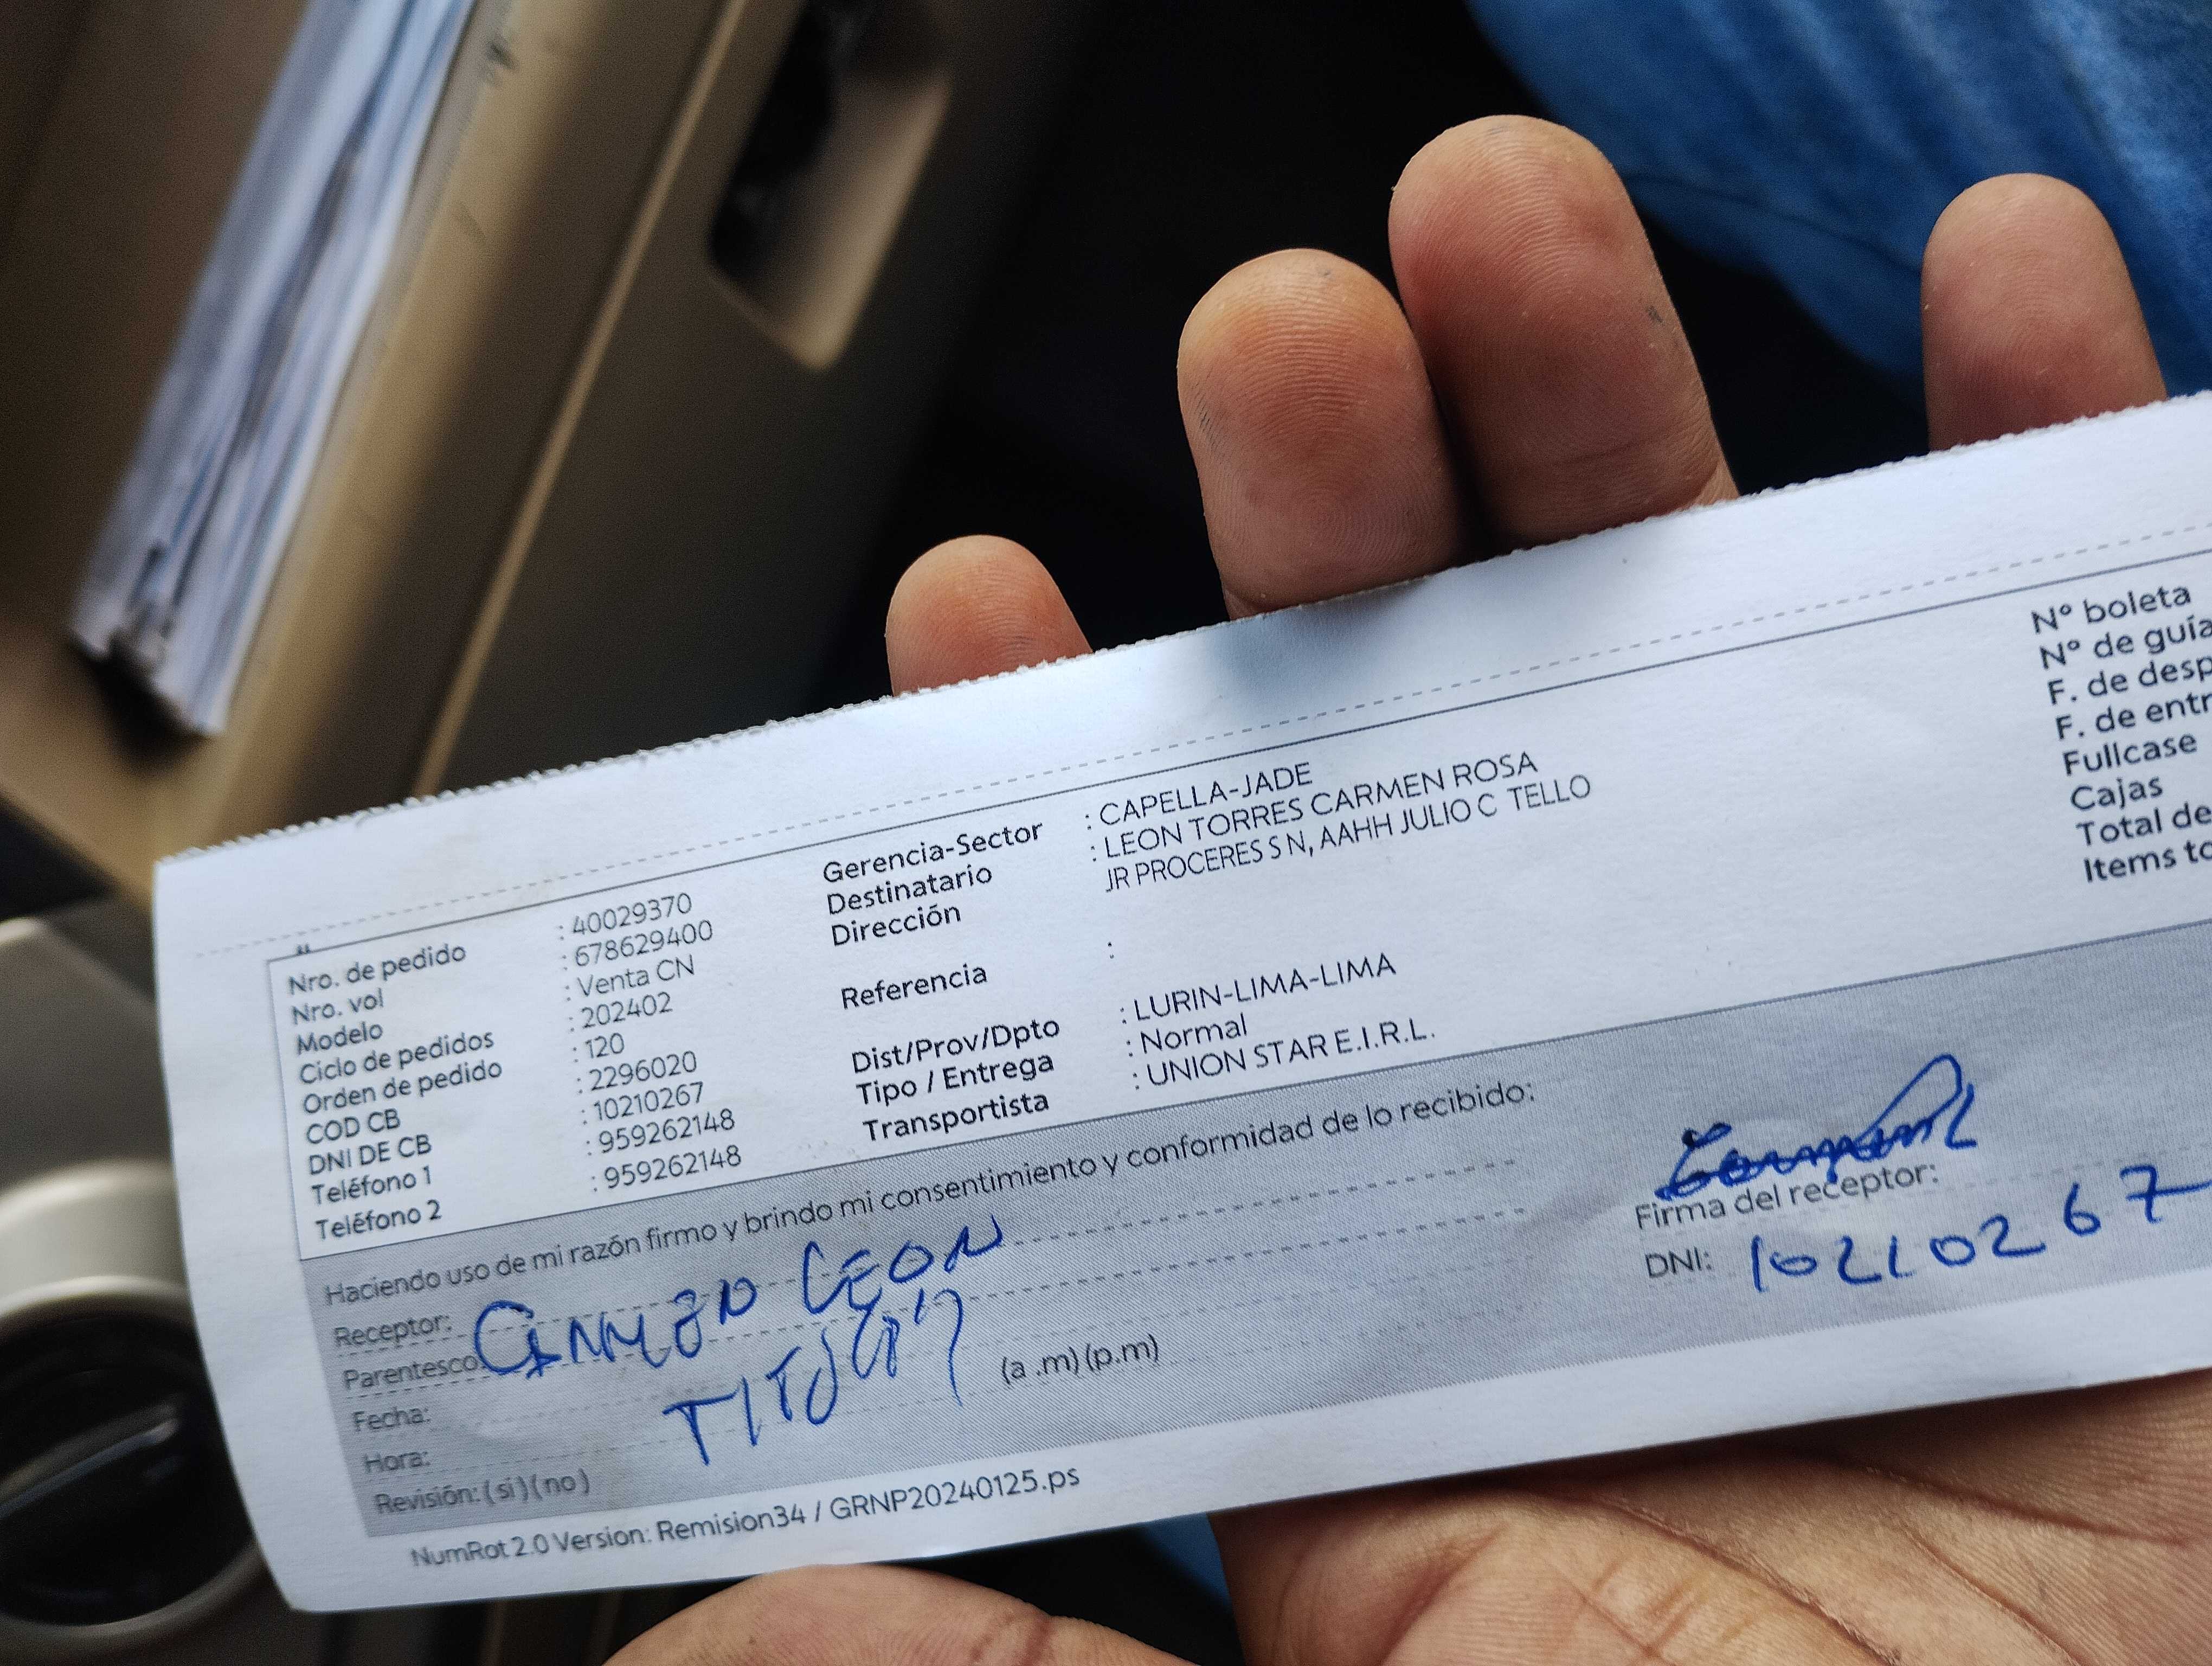 Nro. de pedido : 40029370
Nro. vol : 678629400
Modelo : Venta CN
Ciclo de pedidos : 202402
Orden de pedido : 120
COD CB : 2296020
DNI DE CB : 10210267
Teléfono 1 : 959262148
Teléfono 2 : 959262148
Gerencia-Sector : CAPELLA-JADE
Destinatario : LEON TORRES CARMEN ROSA
Dirección JR PROCERES S N, AAHH JULIO C TELLO
Referencia :
Dist/Prov/Dpto : LURIN-LIMA-LIMA
Tipo / Entrega : Normal
Transportista : UNION STAR E.I.R.L.
Nº boleta
Nº de guía
F. de desp
F. de entr
Fullcase
Cajas
Total de
Items to
Haciendo uso de mi razón firmo y brindo mi consentimiento y conformidad de lo recibido:
Receptor: CARMEN LEON
Parentesco: TITULAR
Fecha:
Hora: (a .m)(p.m)
Revisión: (si)(no)
Firma del receptor:
DNI: 10210267
NumRot 2.0 Version: Remision34 / GRNP20240125.ps